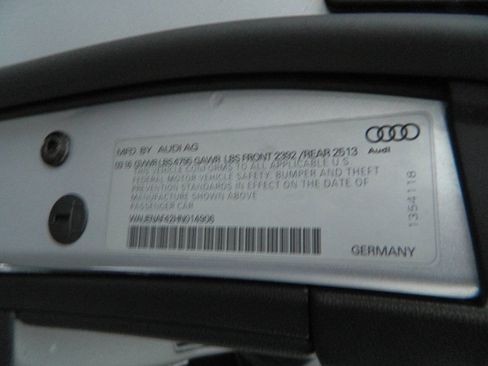 MFD. BY AUDI AG
09/16 GVWR LBS 4795 GAWR LBS FRONT 2392 /REAR 2513
THIS VEHICLE CONFORMS TO ALL APPLICABLE U.S.
FEDERAL MOTOR VEHICLE SAFETY, BUMPER AND THEFT
PREVENTION STANDARDS IN EFFECT ON THE DATE OF
MANUFACTURE SHOWN ABOVE.
PASSENGER CAR
GERMANY
Audi
1354118